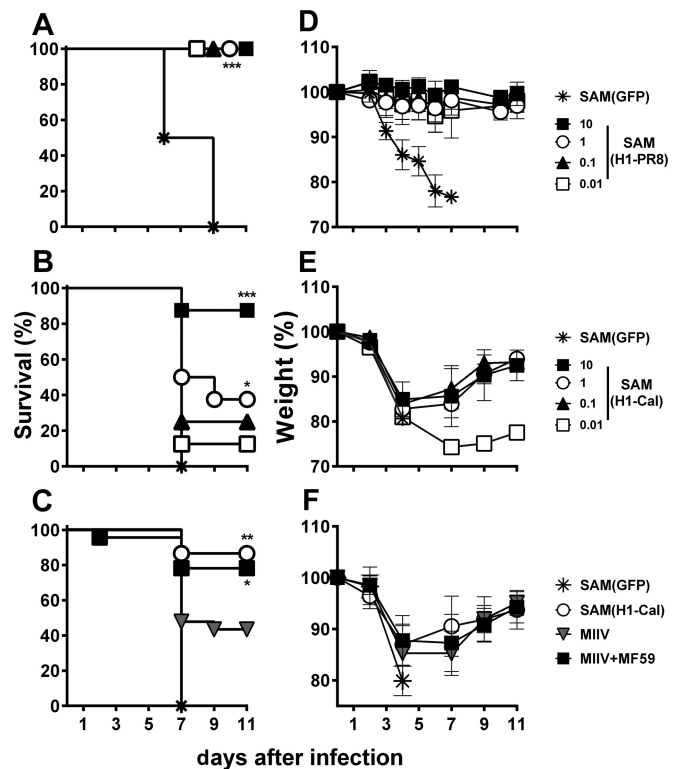 A
100
80
60
40
20
0
***
D
110
100
90
80
70
SAM(GFP)
10
1
0.1
0.01
SAM
(H1-PR8)
B
100
80
60
40
20
0
***
*
Survival (%)
E
110
100
90
80
70
Weight (%)
SAM(GFP)
10
1
0.1
0.01
SAM
(H1-Cal)
C
100
80
60
40
20
0
**
*
1 3 5 7 9 11
F
110
100
90
80
1 3 5 7 9 11
SAM(GFP)
SAM(H1-Cal)
MIIV
MIIV+MF59
days after infection